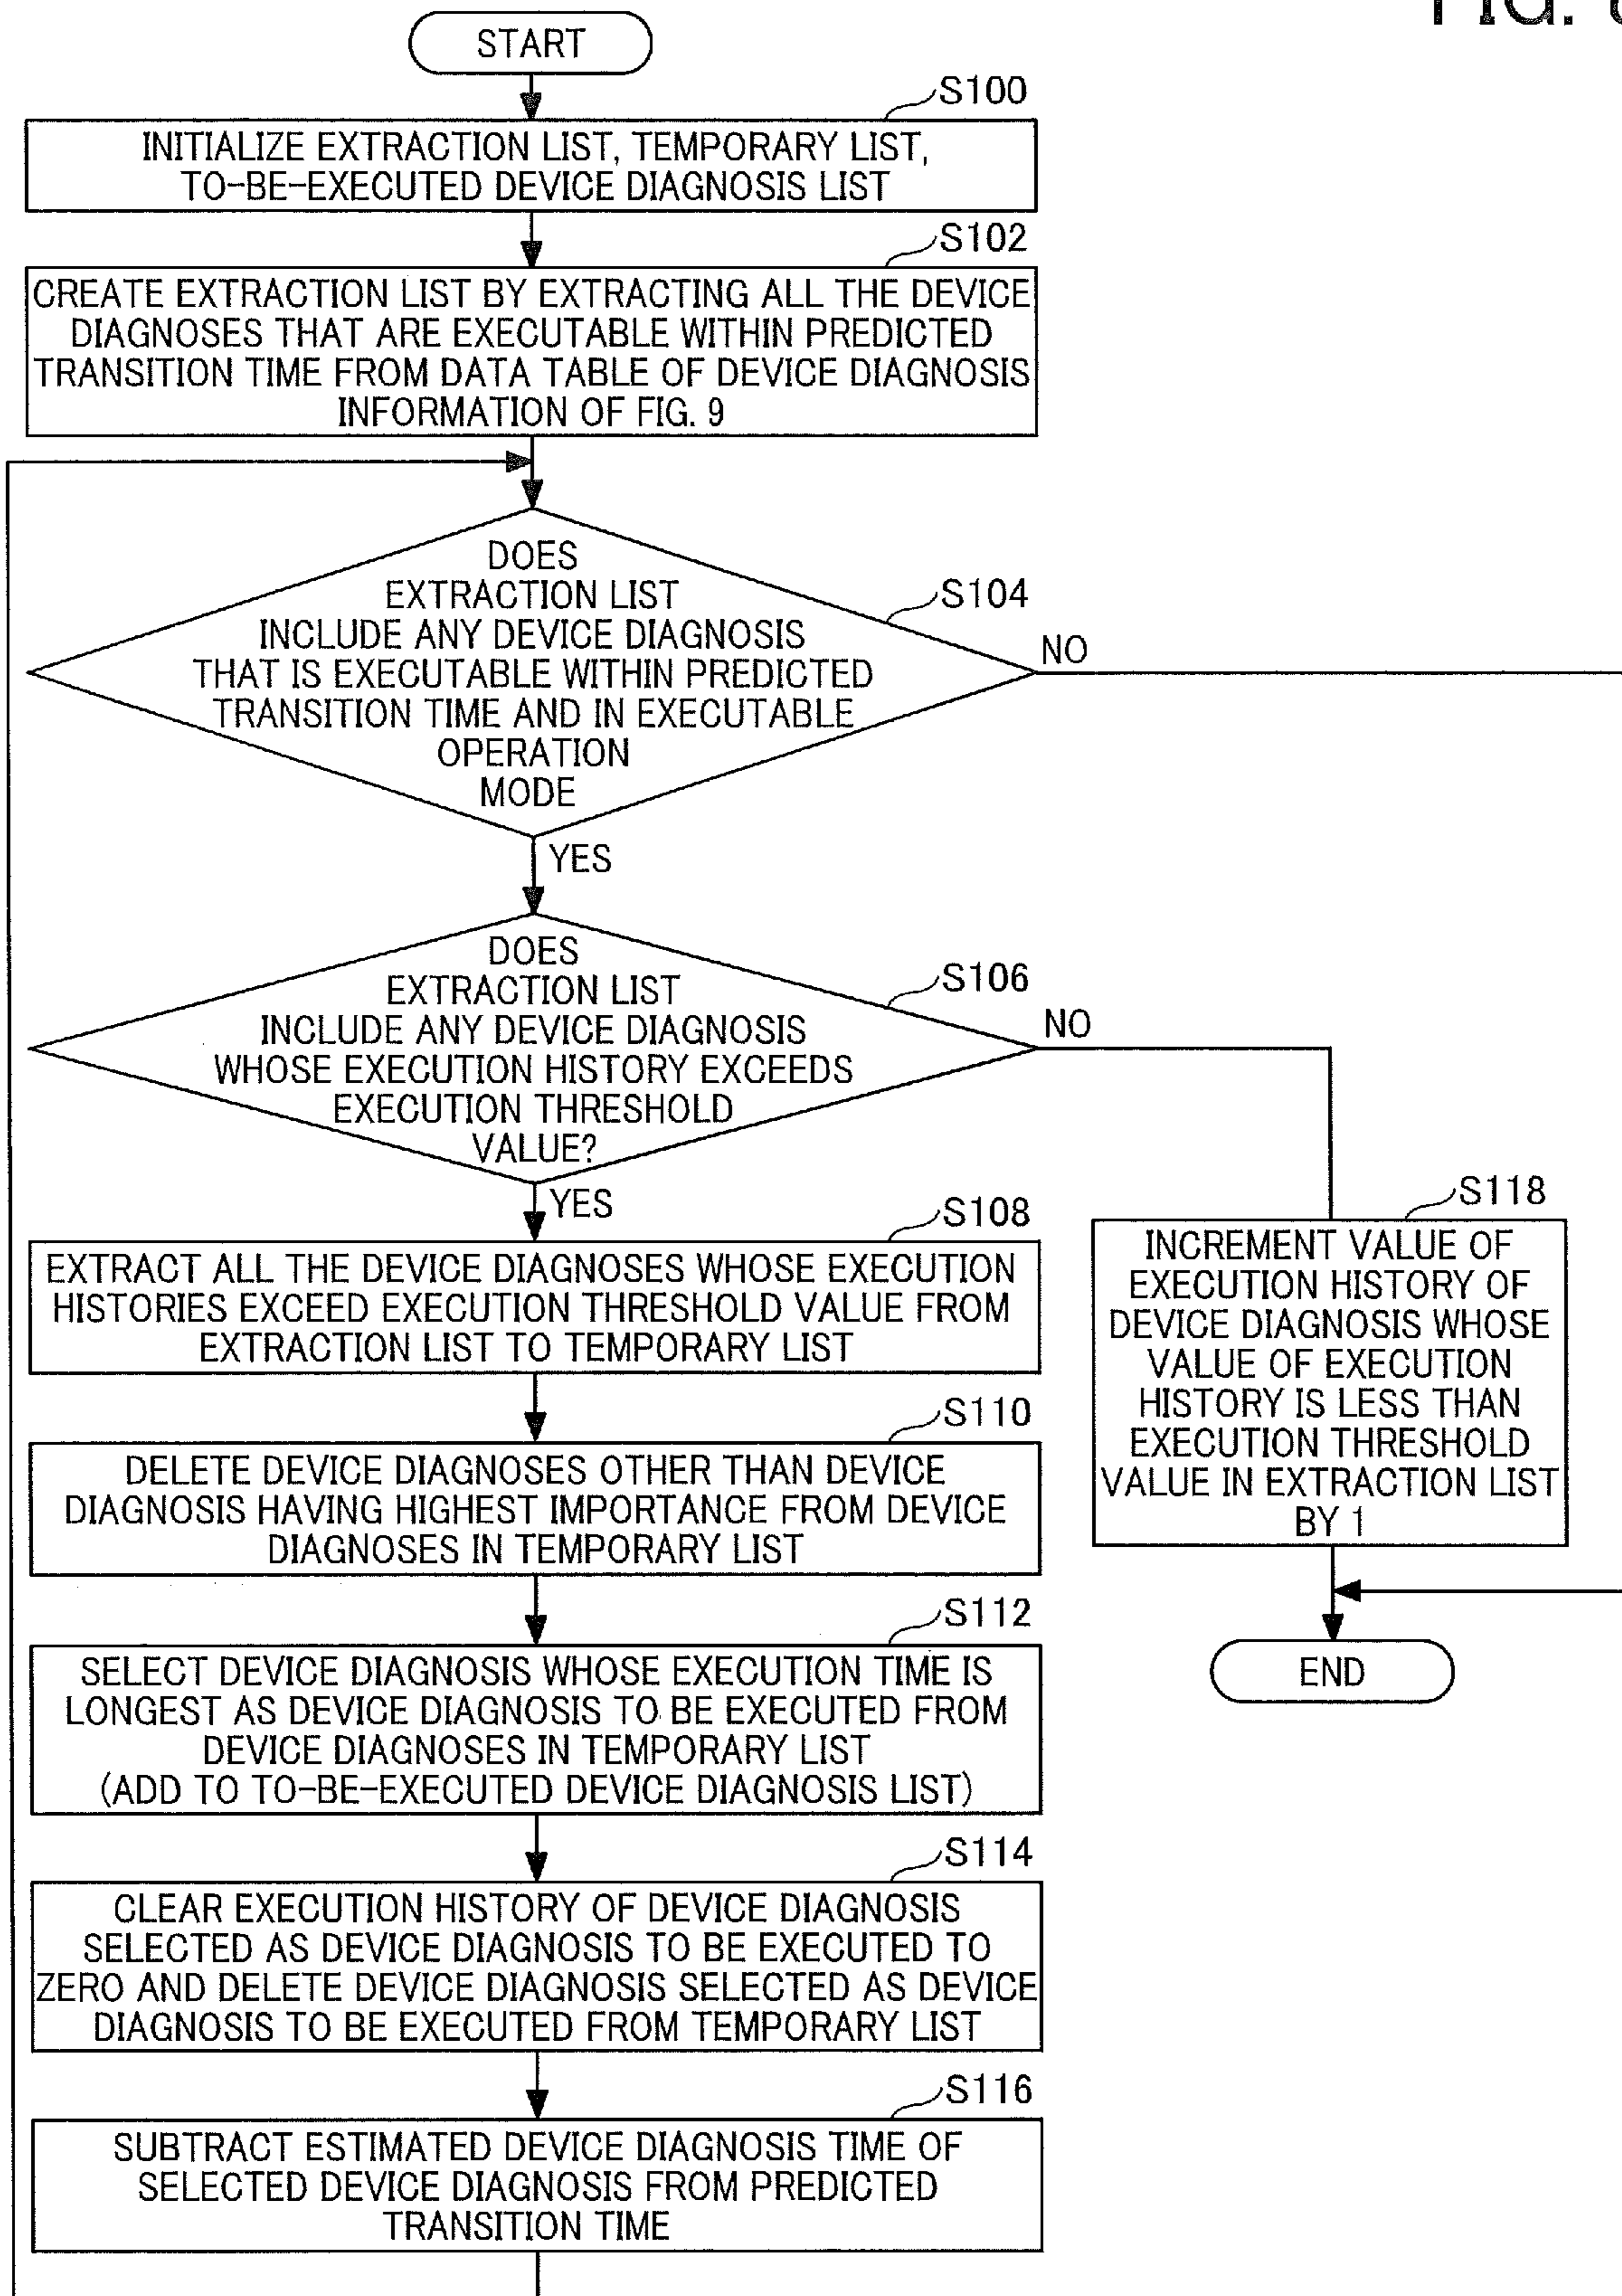 FIG.
START
S100
INITIALIZE EXTRACTION LIST, TEMPORARY LIST,
TO-BE-EXECUTED DEVICE DIAGNOSIS LIST
S102
CREATE EXTRACTION LIST BY EXTRACTING ALL THE DEVICE
DIAGNOSES THAT ARE EXECUTABLE WITHIN PREDICTED
TRANSITION TIME FROM DATA TABLE OF DEVICE DIAGNOSIS
INFORMATION OF FIG. 9
DOES
EXTRACTION LIST
INCLUDE ANY DEVICE DIAGNOSIS
THAT IS EXECUTABLE WITHIN PREDICTED
TRANSITION TIME AND IN EXECUTABLE
OPERATION
MODE
S104
NO
YES
DOES
EXTRACTION LIST
INCLUDE ANY DEVICE DIAGNOSIS
WHOSE EXECUTION HISTORY EXCEEDS
EXECUTION THRESHOLD
VALUE?
S106
NO
YES
S108
EXTRACT ALL THE DEVICE DIAGNOSES WHOSE EXECUTION
HISTORIES EXCEED EXECUTION THRESHOLD VALUE FROM
EXTRACTION LIST TO TEMPORARY LIST
S110
DELETE DEVICE DIAGNOSES OTHER THAN DEVICE
DIAGNOSIS HAVING HIGHEST IMPORTANCE FROM DEVICE
DIAGNOSES IN TEMPORARY LIST
S112
SELECT DEVICE DIAGNOSIS WHOSE EXECUTION TIME IS
LONGEST AS DEVICE DIAGNOSIS TO BE EXECUTED FROM
DEVICE DIAGNOSES IN TEMPORARY LIST
(ADD TO TO-BE-EXECUTED DEVICE DIAGNOSIS LIST)
S114
CLEAR EXECUTION HISTORY OF DEVICE DIAGNOSIS
SELECTED AS DEVICE DIAGNOSIS TO BE EXECUTED TO
ZERO AND DELETE DEVICE DIAGNOSIS SELECTED AS DEVICE
DIAGNOSIS TO BE EXECUTED FROM TEMPORARY LIST
S116
SUBTRACT ESTIMATED DEVICE DIAGNOSIS TIME OF
SELECTED DEVICE DIAGNOSIS FROM PREDICTED
TRANSITION TIME
S118
INCREMENT VALUE OF
EXECUTION HISTORY OF
DEVICE DIAGNOSIS WHOSE
VALUE OF EXECUTION
HISTORY IS LESS THAN
EXECUTION THRESHOLD
VALUE IN EXTRACTION LIST
BY 1
END